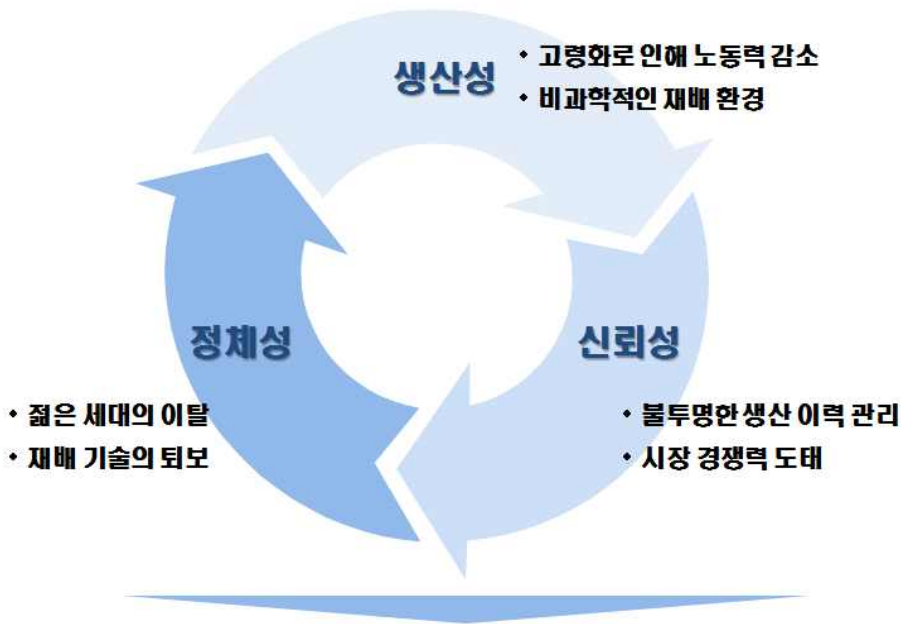 생산성
• 고령화로 인해 노동력 감소
• 비과학적인 재배 환경
정체성
신뢰성
• 젊은 세대의 이탈
• 재배 기술의 퇴보
• 불투명한 생산 이력 관리
• 시장 경쟁력 도태